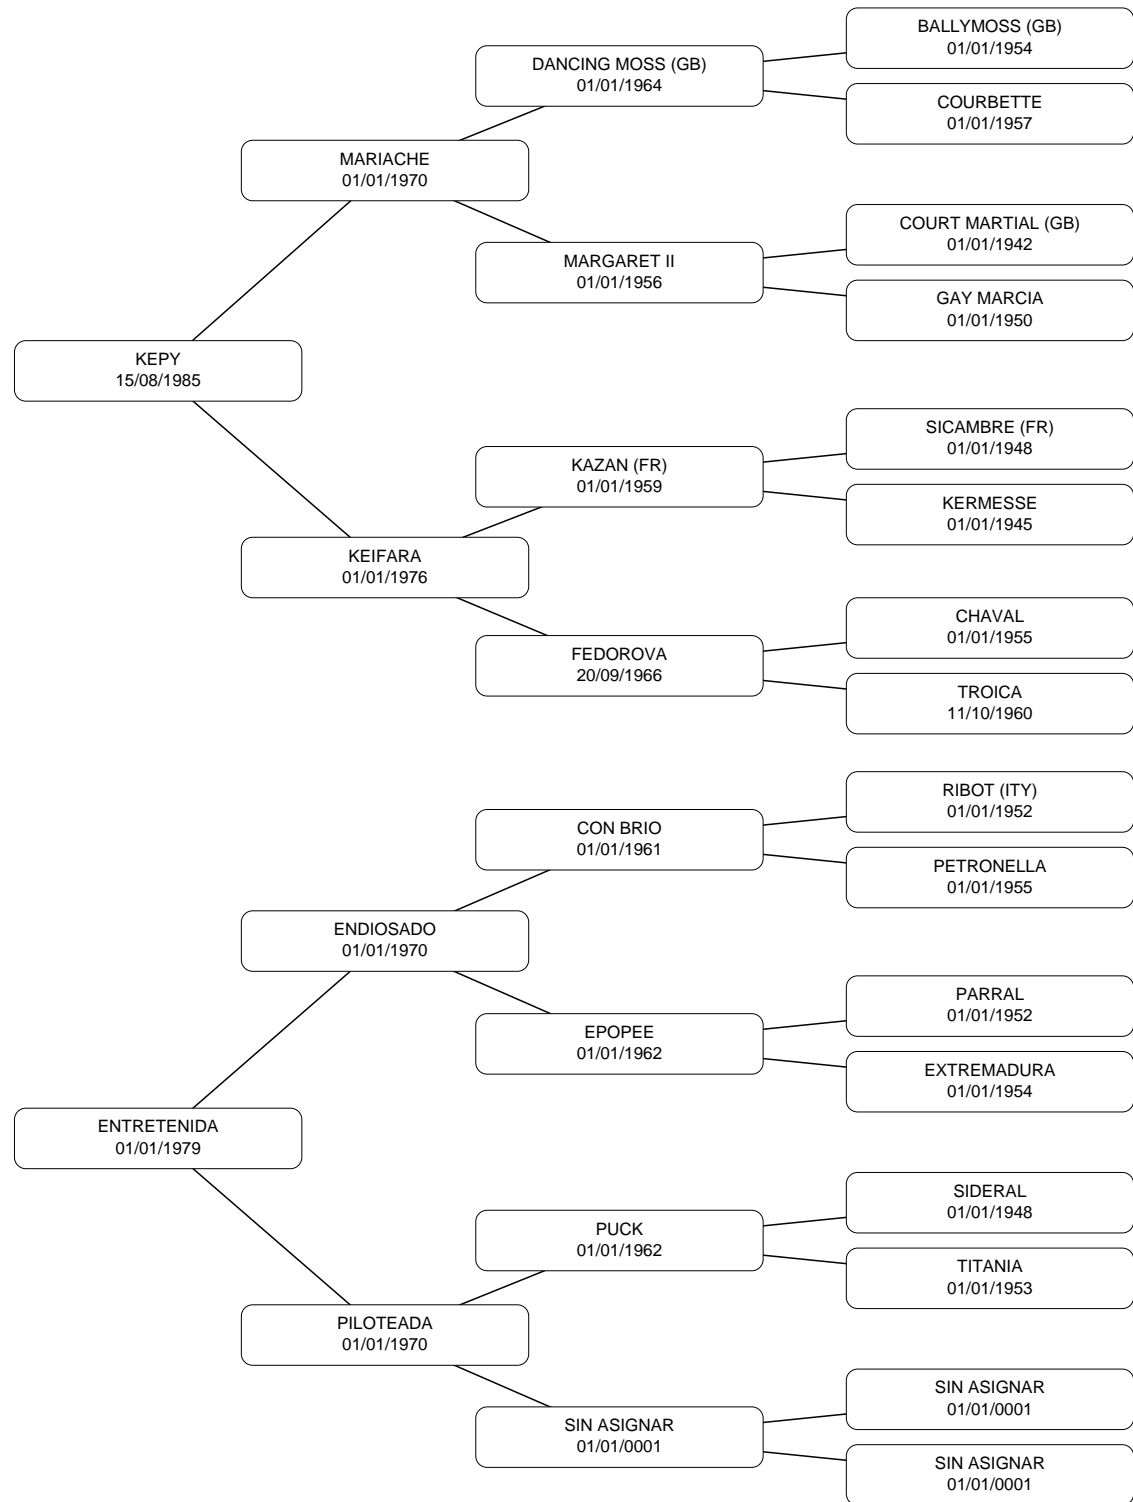 BALLYMOSS (GB)
01/01/1954
DANCING MOSS (GB)
01/01/1964
COURBETTE
01/01/1957
MARIACHE
01/01/1970
COURT MARTIAL (GB)
01/01/1942
MARGARET II
01/01/1956
GAY MARCIA
01/01/1950
KEPY
15/08/1985
SICAMBRE (FR)
01/01/1948
KAZAN (FR)
01/01/1959
KERMESSE
01/01/1945
KEIFARA
01/01/1976
CHAVAL
01/01/1955
FEDOROVA
20/09/1966
TROICA
11/10/1960
RIBOT (ITY)
01/01/1952
CON BRIO
01/01/1961
PETRONELLA
01/01/1955
ENDIOSADO
01/01/1970
PARRAL
01/01/1952
EPOPEE
01/01/1962
EXTREMADURA
01/01/1954
ENTRETENIDA
01/01/1979
SIDERAL
01/01/1948
PUCK
01/01/1962
TITANIA
01/01/1953
PILOTEADA
01/01/1970
SIN ASIGNAR
01/01/0001
SIN ASIGNAR
01/01/0001
SIN ASIGNAR
01/01/0001